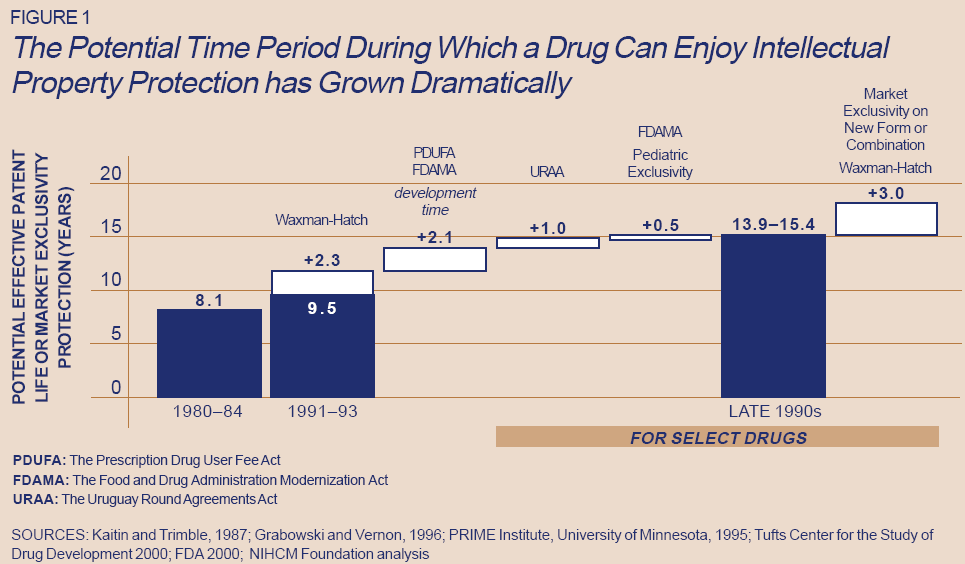 FIGURE 1
The Potential Time Period During Which a Drug Can Enjoy Intellectual
Property Protection has Grown Dramatically
POTENTIAL EFFECTIVE PATENT
LIFE OR MARKET EXCLUSIVITY
PROTECTION (YEARS)
20
15
10
5
0
8.1
1980–84
Waxman-Hatch
+2.3
9.5
1991–93
PDUFA
FDAMA
development
time
+2.1
URAA
+1.0
FDAMA
Pediatric
Exclusivity
+0.5
13.9–15.4
LATE 1990s
Market
Exclusivity on
New Form or
Combination
Waxman-Hatch
+3.0
FOR SELECT DRUGS
PDUFA: The Prescription Drug User Fee Act
FDAMA: The Food and Drug Administration Modernization Act
URAA: The Uruguay Round Agreements Act
SOURCES: Kaitin and Trimble, 1987; Grabowski and Vernon, 1996; PRIME Institute, University of Minnesota, 1995; Tufts Center for the Study of
Drug Development 2000; FDA 2000; NIHCM Foundation analysis